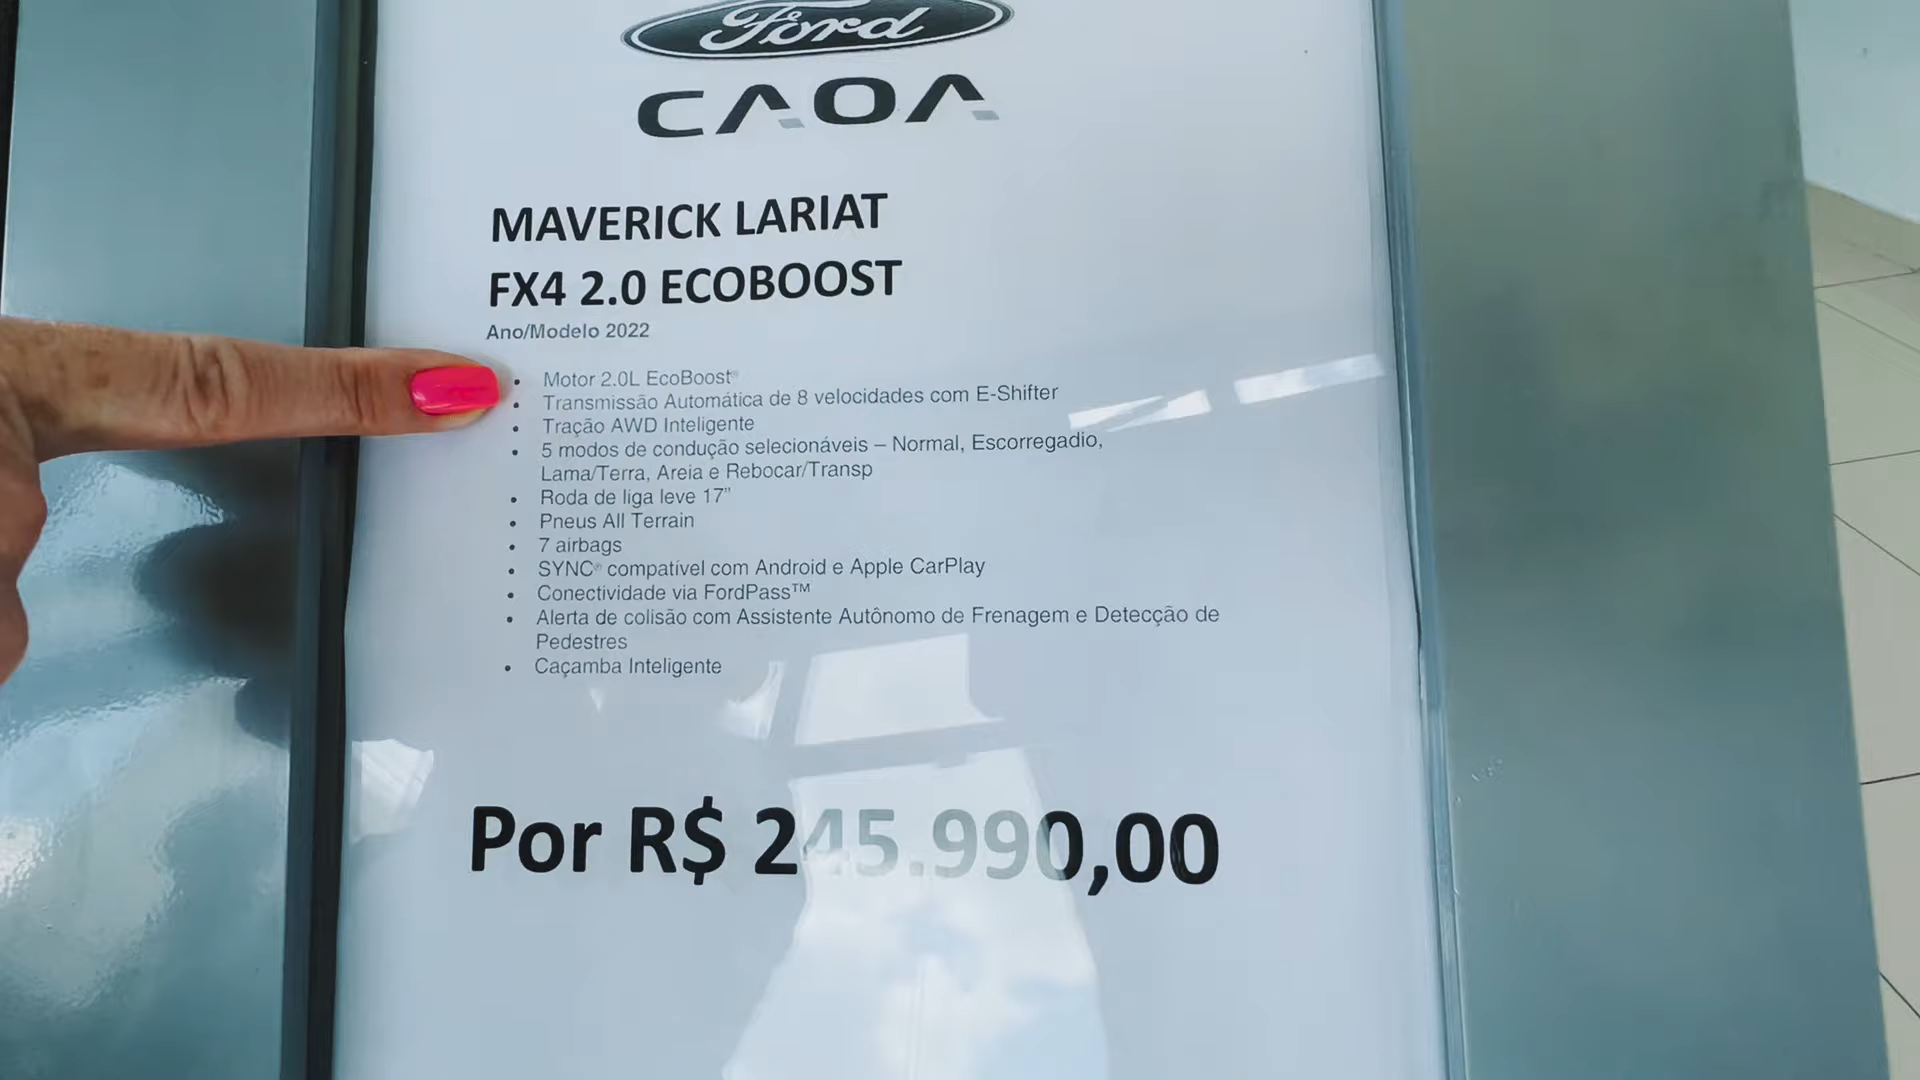 Ford
CAOA
MAVERICK LARIAT
FX4 2.0 ECOBOOST
Ano/Modelo 2022
• Motor 2.0L EcoBoost®
• Transmissão Automática de 8 velocidades com E-Shifter
• Tração AWD Inteligente
• 5 modos de condução selecionáveis – Normal, Escorregadio,
Lama/Terra, Areia e Rebocar/Transp
• Roda de liga leve 17"
• Pneus All Terrain
• 7 airbags
• SYNC® compatível com Android e Apple CarPlay
• Conectividade via FordPass™
• Alerta de colisão com Assistente Autônomo de Frenagem e Detecção de
Pedestres
• Caçamba Inteligente
Por R$ 245.990,00